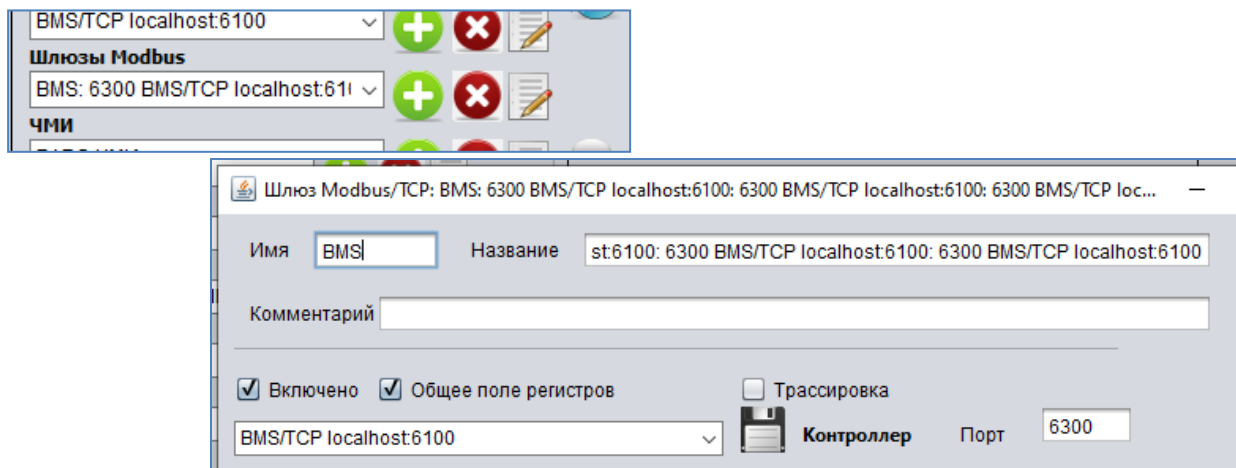 BMS/TCP localhost:6100
Шлюзы Modbus
BMS: 6300 BMS/TCP localhost:61
ЧМИ
Шлюз Modbus/TCP: BMS: 6300 BMS/TCP localhost:6100: 6300 BMS/TCP localhost:6100: 6300 BMS/TCP loc...
Имя BMS Название st:6100: 6300 BMS/TCP localhost:6100: 6300 BMS/TCP localhost:6100
Комментарий
Включено Общее поле регистров Трассировка
BMS/TCP localhost:6100 Контроллер Порт 6300